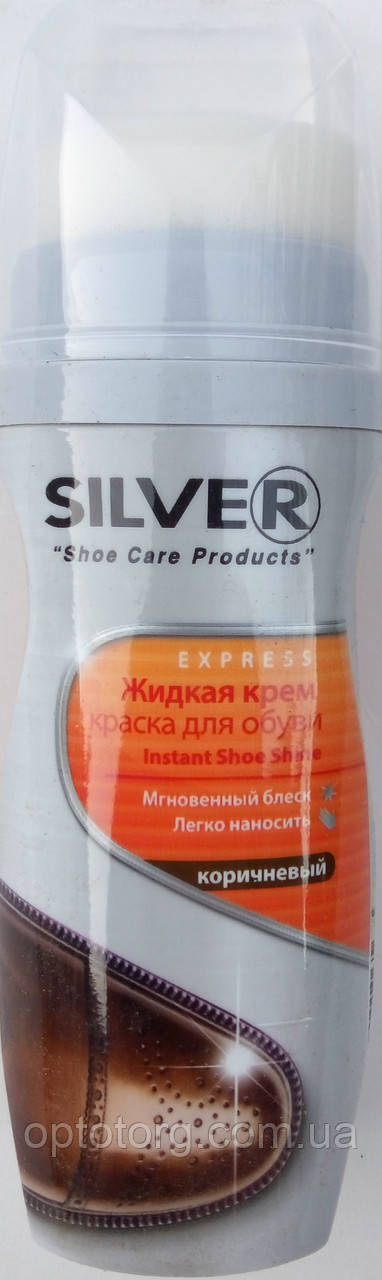 SILVER
"Shoe Care Products"
EXPRESS
Жидкая крем
краска для обуви
Instant Shoe Shine
Мгновенный блеск
Легко наносить
коричневый
optotorg.com.ua